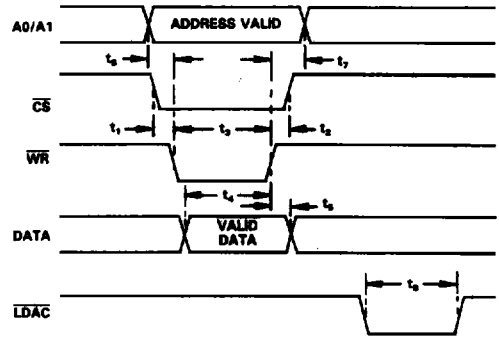 A0/A1
ADDRESS VALID
t6
t7
CS
t1
t3
t2
WR
t4
t5
DATA
VALID
DATA
LDAC
t8